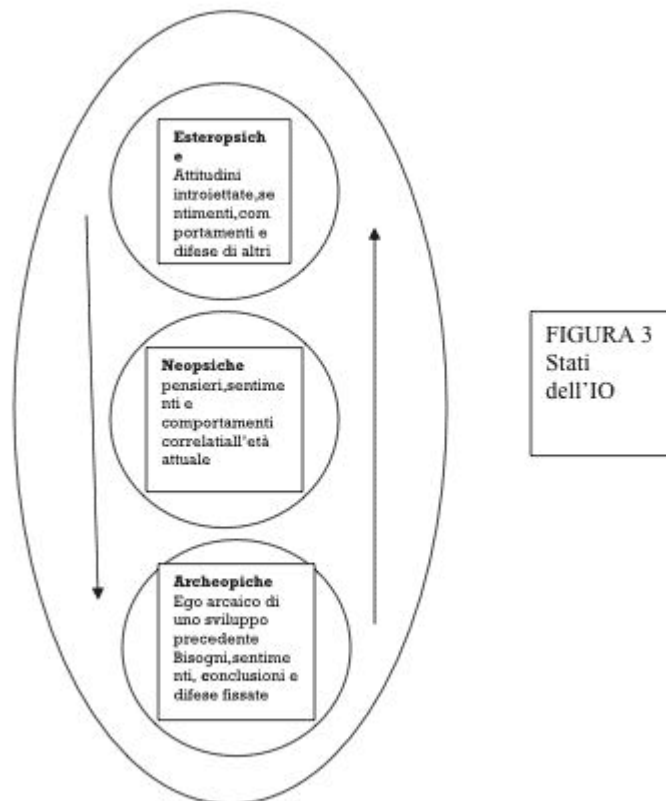 Esteropsich
e
Attitudini
introiettate,se
ntimenti,com
portamenti e
difese di altri
Neopsiche
pensieri,sentime
nti e
comportamenti
correlatiall'età
attuale
Archeopiche
Ego arcaico di
uno sviluppo
precedente
Bisogni,sentime
nti, conclusioni e
difese fissate
FIGURA 3
Stati
dell'IO